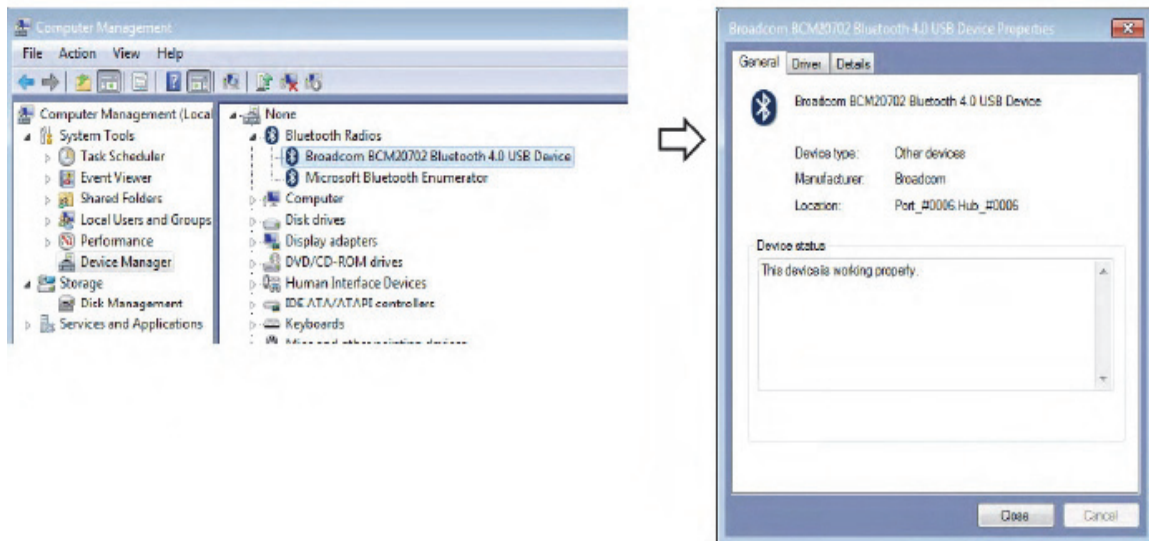 Computer Management
File Action View Help
Computer Management (Local
System Tools
Task Scheduler
Event Viewer
Shared Folders
Local Users and Groups
Performance
Device Manager
Storage
Disk Management
Services and Applications
None
Bluetooth Radios
Broadcom BCM20702 Bluetooth 4.0 USB Device
Microsoft Bluetooth Enumerator
Computer
Disk drives
Display adapters
DVD/CD-ROM drives
Human Interface Devices
IDE ATA/ATAPI controllers
Keyboards
Mice and other pointing devices
Broadcom BCM20702 Bluetooth 4.0 USB Device Properties
General Driver Details
Broadcom BCM20702 Bluetooth 4.0 USB Device
Device type: Other devices
Manufacturer: Broadcom
Location: Port_#0006.Hub_#0006
Device status
This device is working properly.
Close Cancel